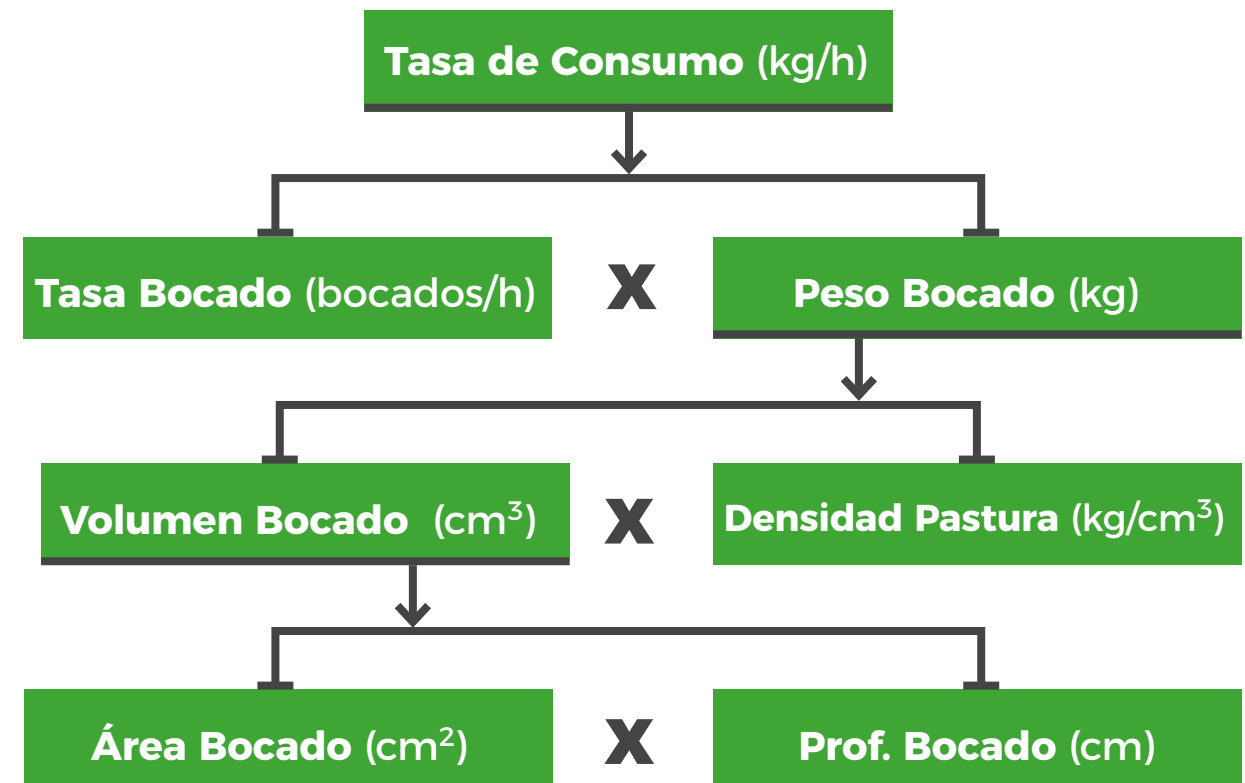 Tasa de Consumo (kg/h)
Tasa Bocado (bocados/h) X Peso Bocado (kg)
Volumen Bocado (cm³) X Densidad Pastura (kg/cm³)
Área Bocado (cm²) X Prof. Bocado (cm)